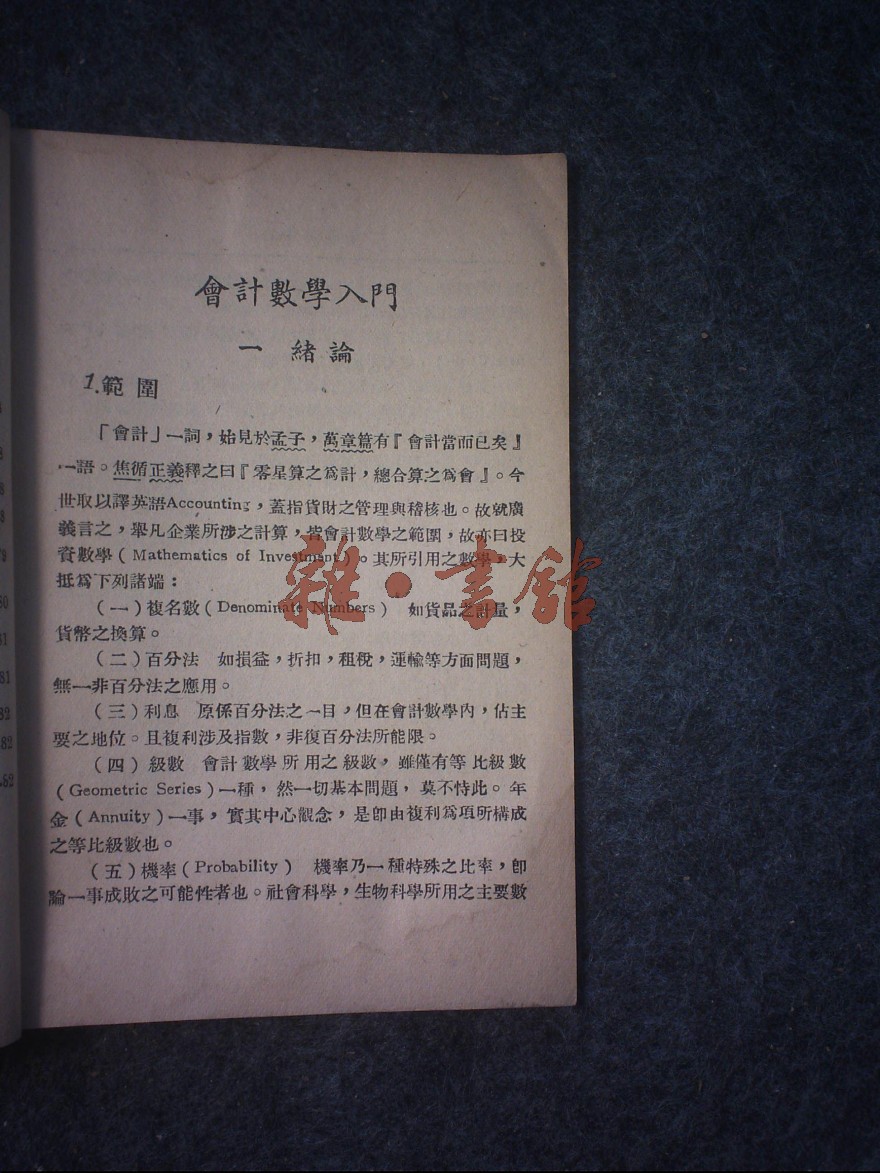 會計數學入門
一 緒論
1.範圍
「會計」一詞,始見於孟子,萬章篇有『會計當而已矣』
一語。焦循正義釋之曰『零星算之爲計,總合算之爲會』。今
世取以譯英語Accounting,蓋指貨財之管理與稽核也。故就廣
義言之,舉凡企業所涉之計算,皆會計數學之範圍,故亦曰投
資數學(Mathematics of Investment)。其所引用之數學,大
抵爲下列諸端:
(一)複名數(Denominate Numbers) 如貨品之計量,
貨幣之換算。
(二)百分法 如損益,折扣,租稅,運輸等方面問題,
無一非百分法之應用。
(三)利息 原係百分法之一目,但在會計數學內,佔主
要之地位。且複利涉及指數,非復百分法所能限。
(四)級數 會計數學所用之級數,雖僅有等比級數
(Geometric Series)一種,然一切基本問題,莫不恃此。年
金(Annuity)一事,實其中心觀念,是卽由複利爲項所構成
之等比級數也。
(五)機率(Probability) 機率乃一種特殊之比率,卽
論一事成敗之可能性者也。社會科學,生物科學所用之主要數
雜·書館